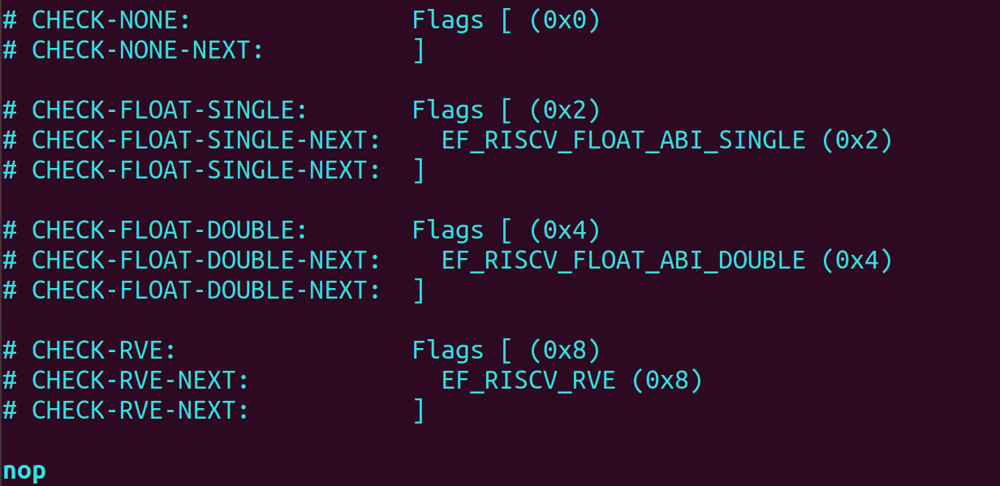 # CHECK-NONE:               Flags [ (0x0)
# CHECK-NONE-NEXT:          ]

# CHECK-FLOAT-SINGLE:       Flags [ (0x2)
# CHECK-FLOAT-SINGLE-NEXT:    EF_RISCV_FLOAT_ABI_SINGLE (0x2)
# CHECK-FLOAT-SINGLE-NEXT:  ]

# CHECK-FLOAT-DOUBLE:       Flags [ (0x4)
# CHECK-FLOAT-DOUBLE-NEXT:    EF_RISCV_FLOAT_ABI_DOUBLE (0x4)
# CHECK-FLOAT-DOUBLE-NEXT:  ]

# CHECK-RVE:                Flags [ (0x8)
# CHECK-RVE-NEXT:             EF_RISCV_RVE (0x8)
# CHECK-RVE-NEXT:           ]

nop